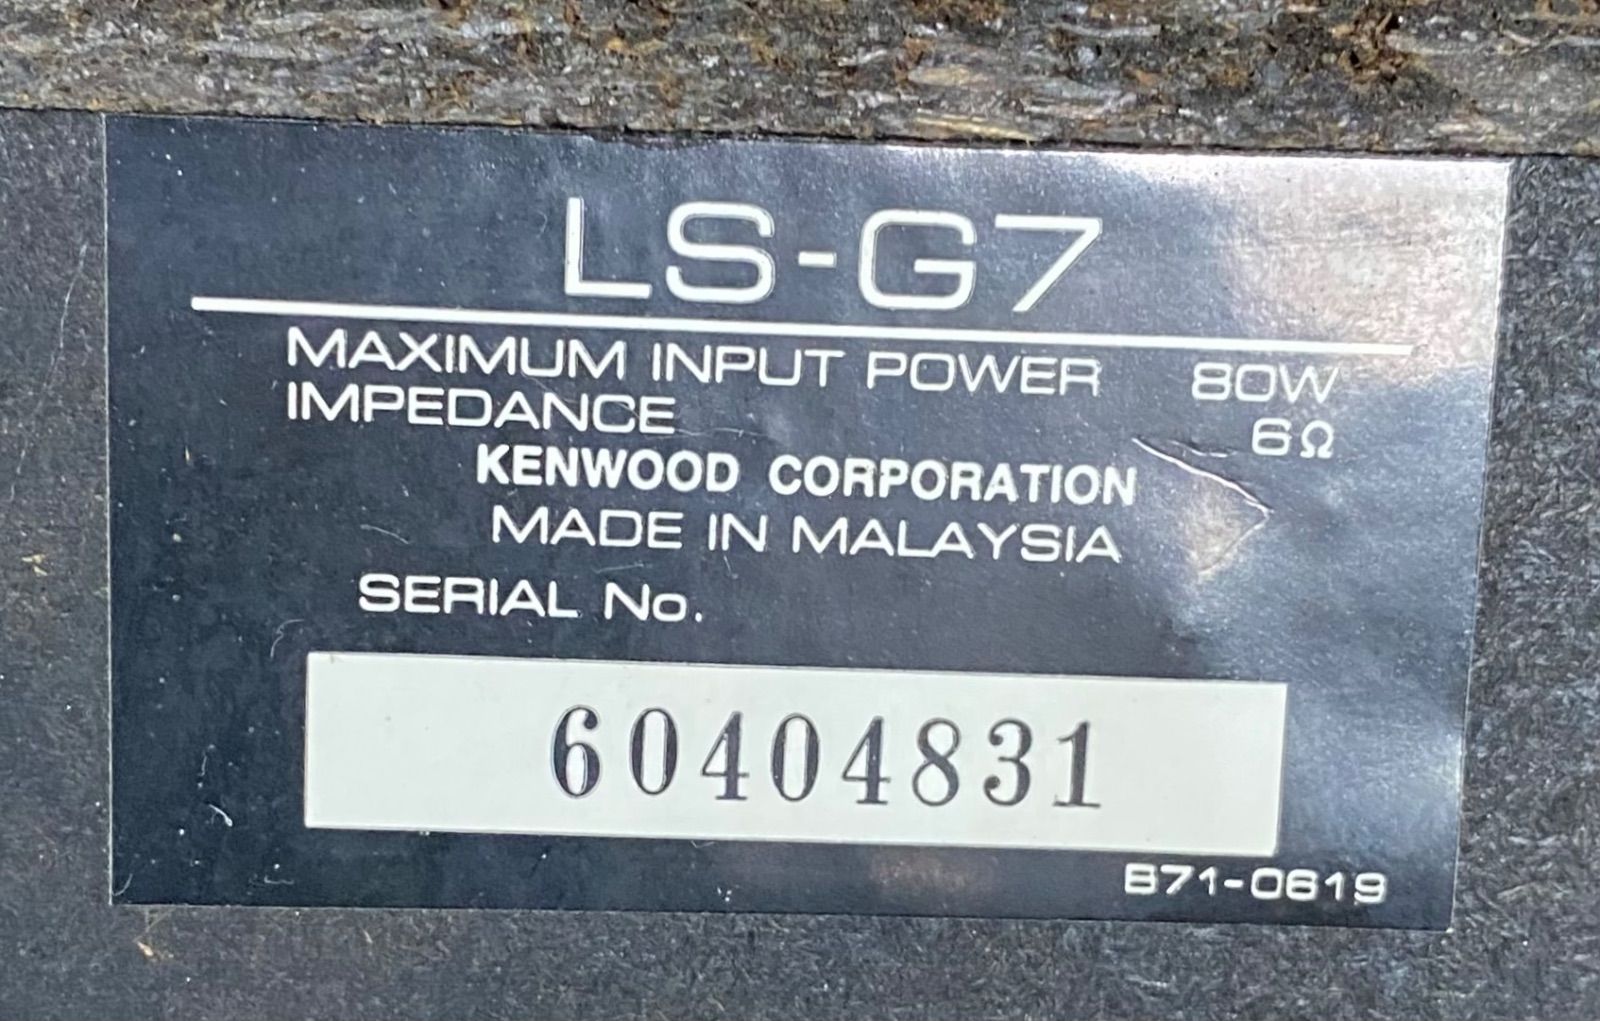 LS-G7
MAXIMUM INPUT POWER 80W
IMPEDANCE 6Ω
KENWOOD CORPORATION
MADE IN MALAYSIA
SERIAL No.
60404831
B71-0619